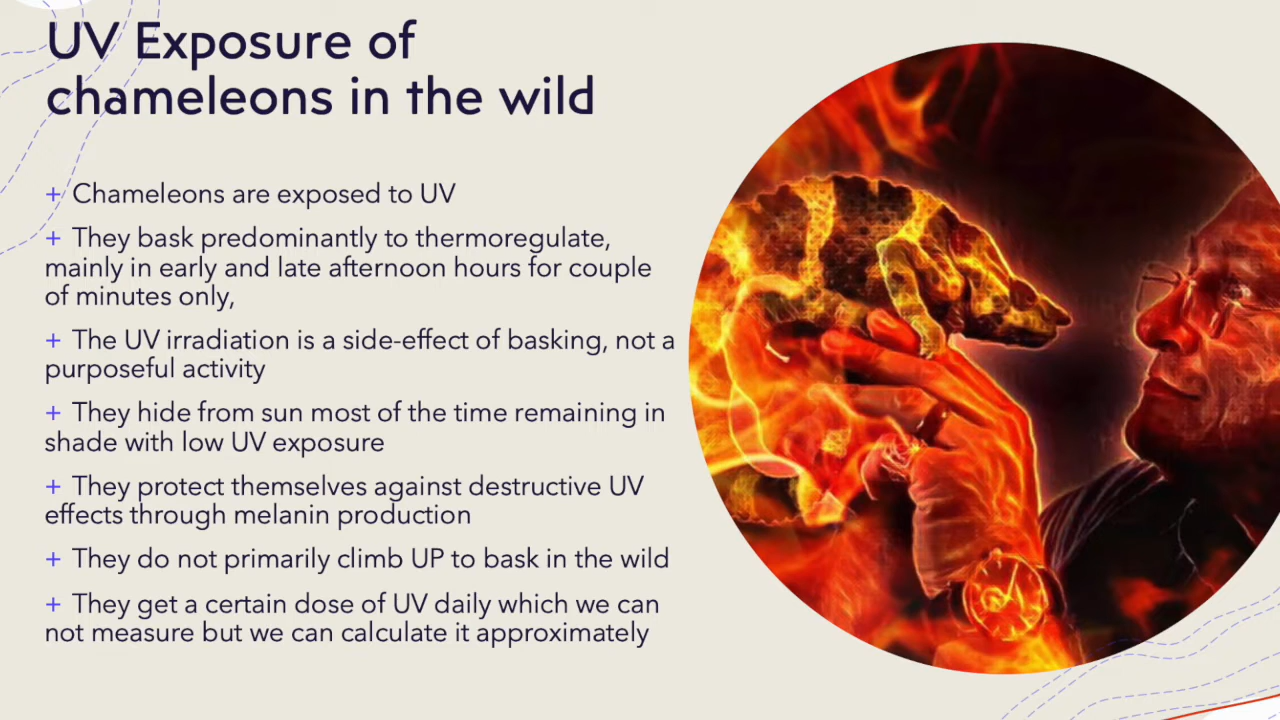 UV Exposure of
chameleons in the wild
+ Chameleons are exposed to UV
+ They bask predominantly to thermoregulate,
mainly in early and late afternoon hours for couple
of minutes only,
+ The UV irradiation is a side-effect of basking, not a
purposeful activity
+ They hide from sun most of the time remaining in
shade with low UV exposure
+ They protect themselves against destructive UV
effects through melanin production
+ They do not primarily climb UP to bask in the wild
+ They get a certain dose of UV daily which we can
not measure but we can calculate it approximately